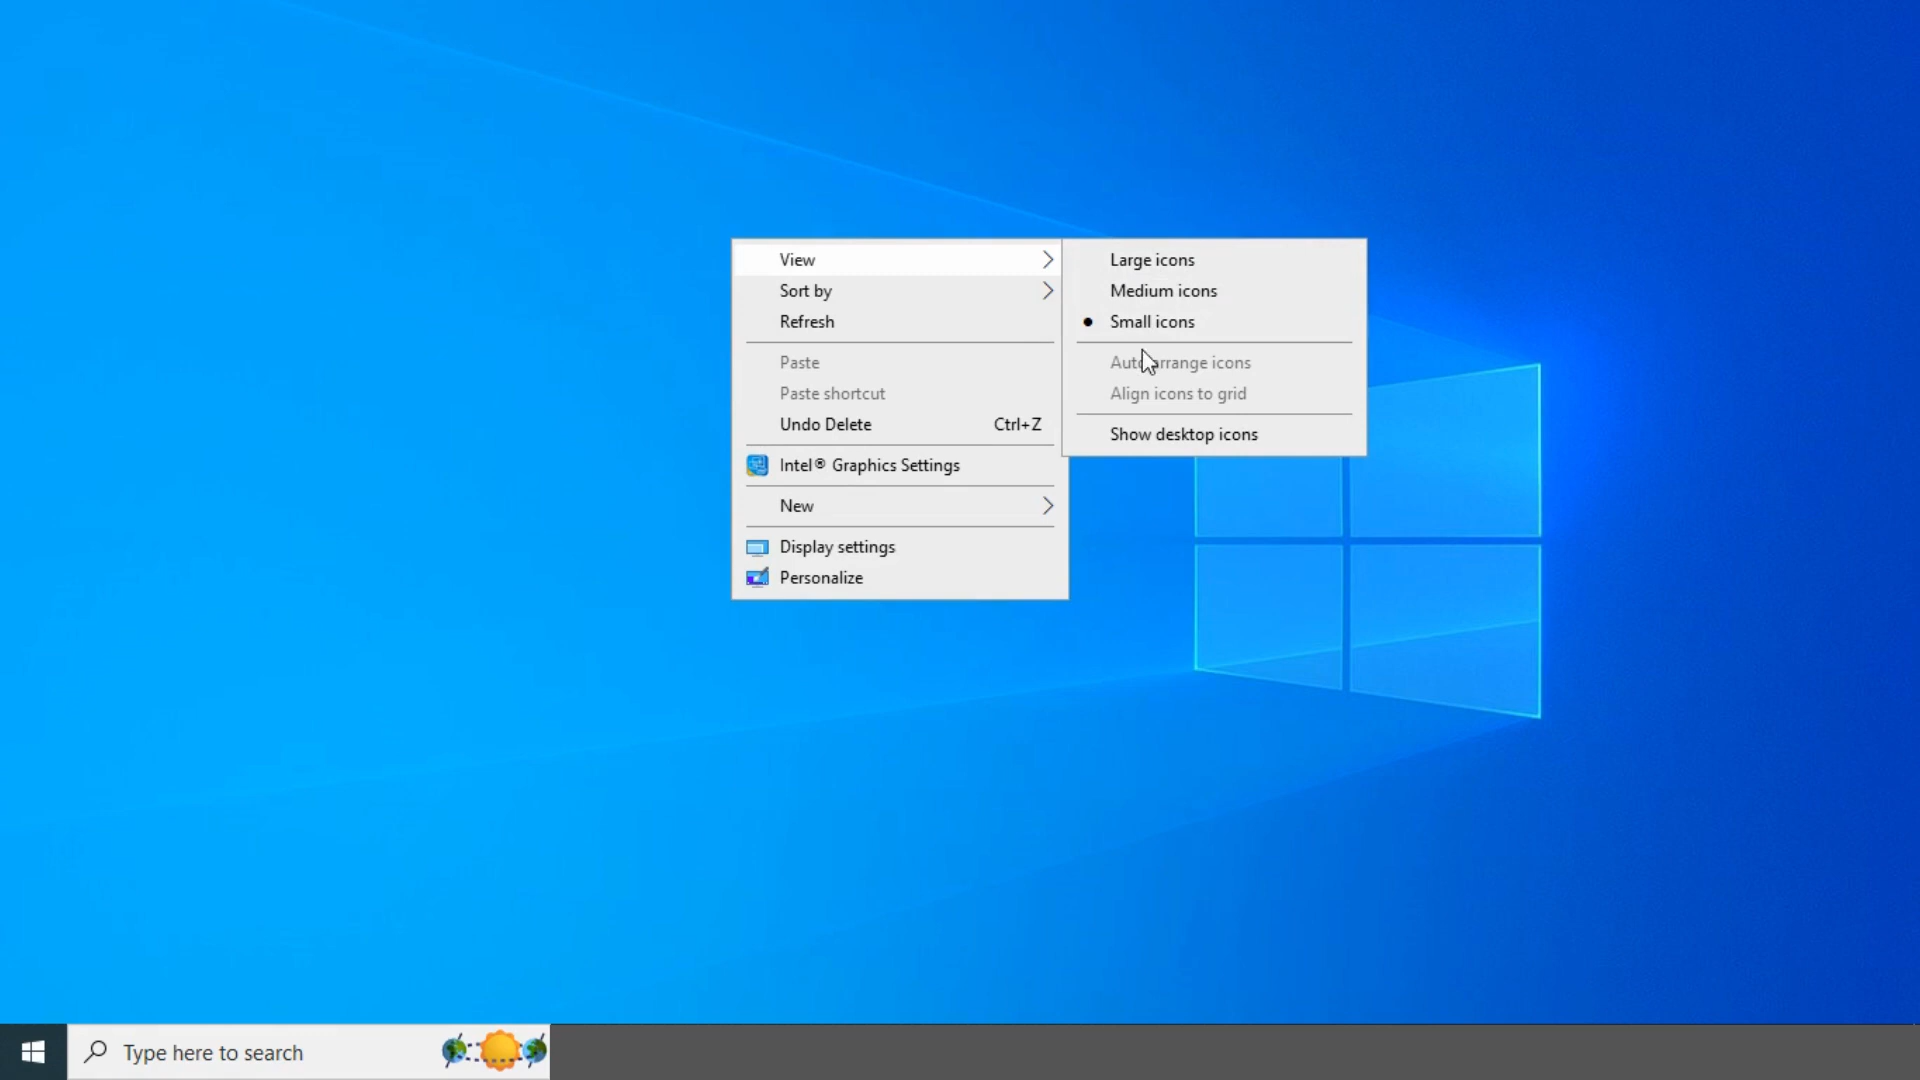 View
Sort by
Refresh
Paste
Paste shortcut
Undo Delete Ctrl+Z
Intel® Graphics Settings
New
Display settings
Personalize
Large icons
Medium icons
Small icons
Auto arrange icons
Align icons to grid
Show desktop icons
Type here to search